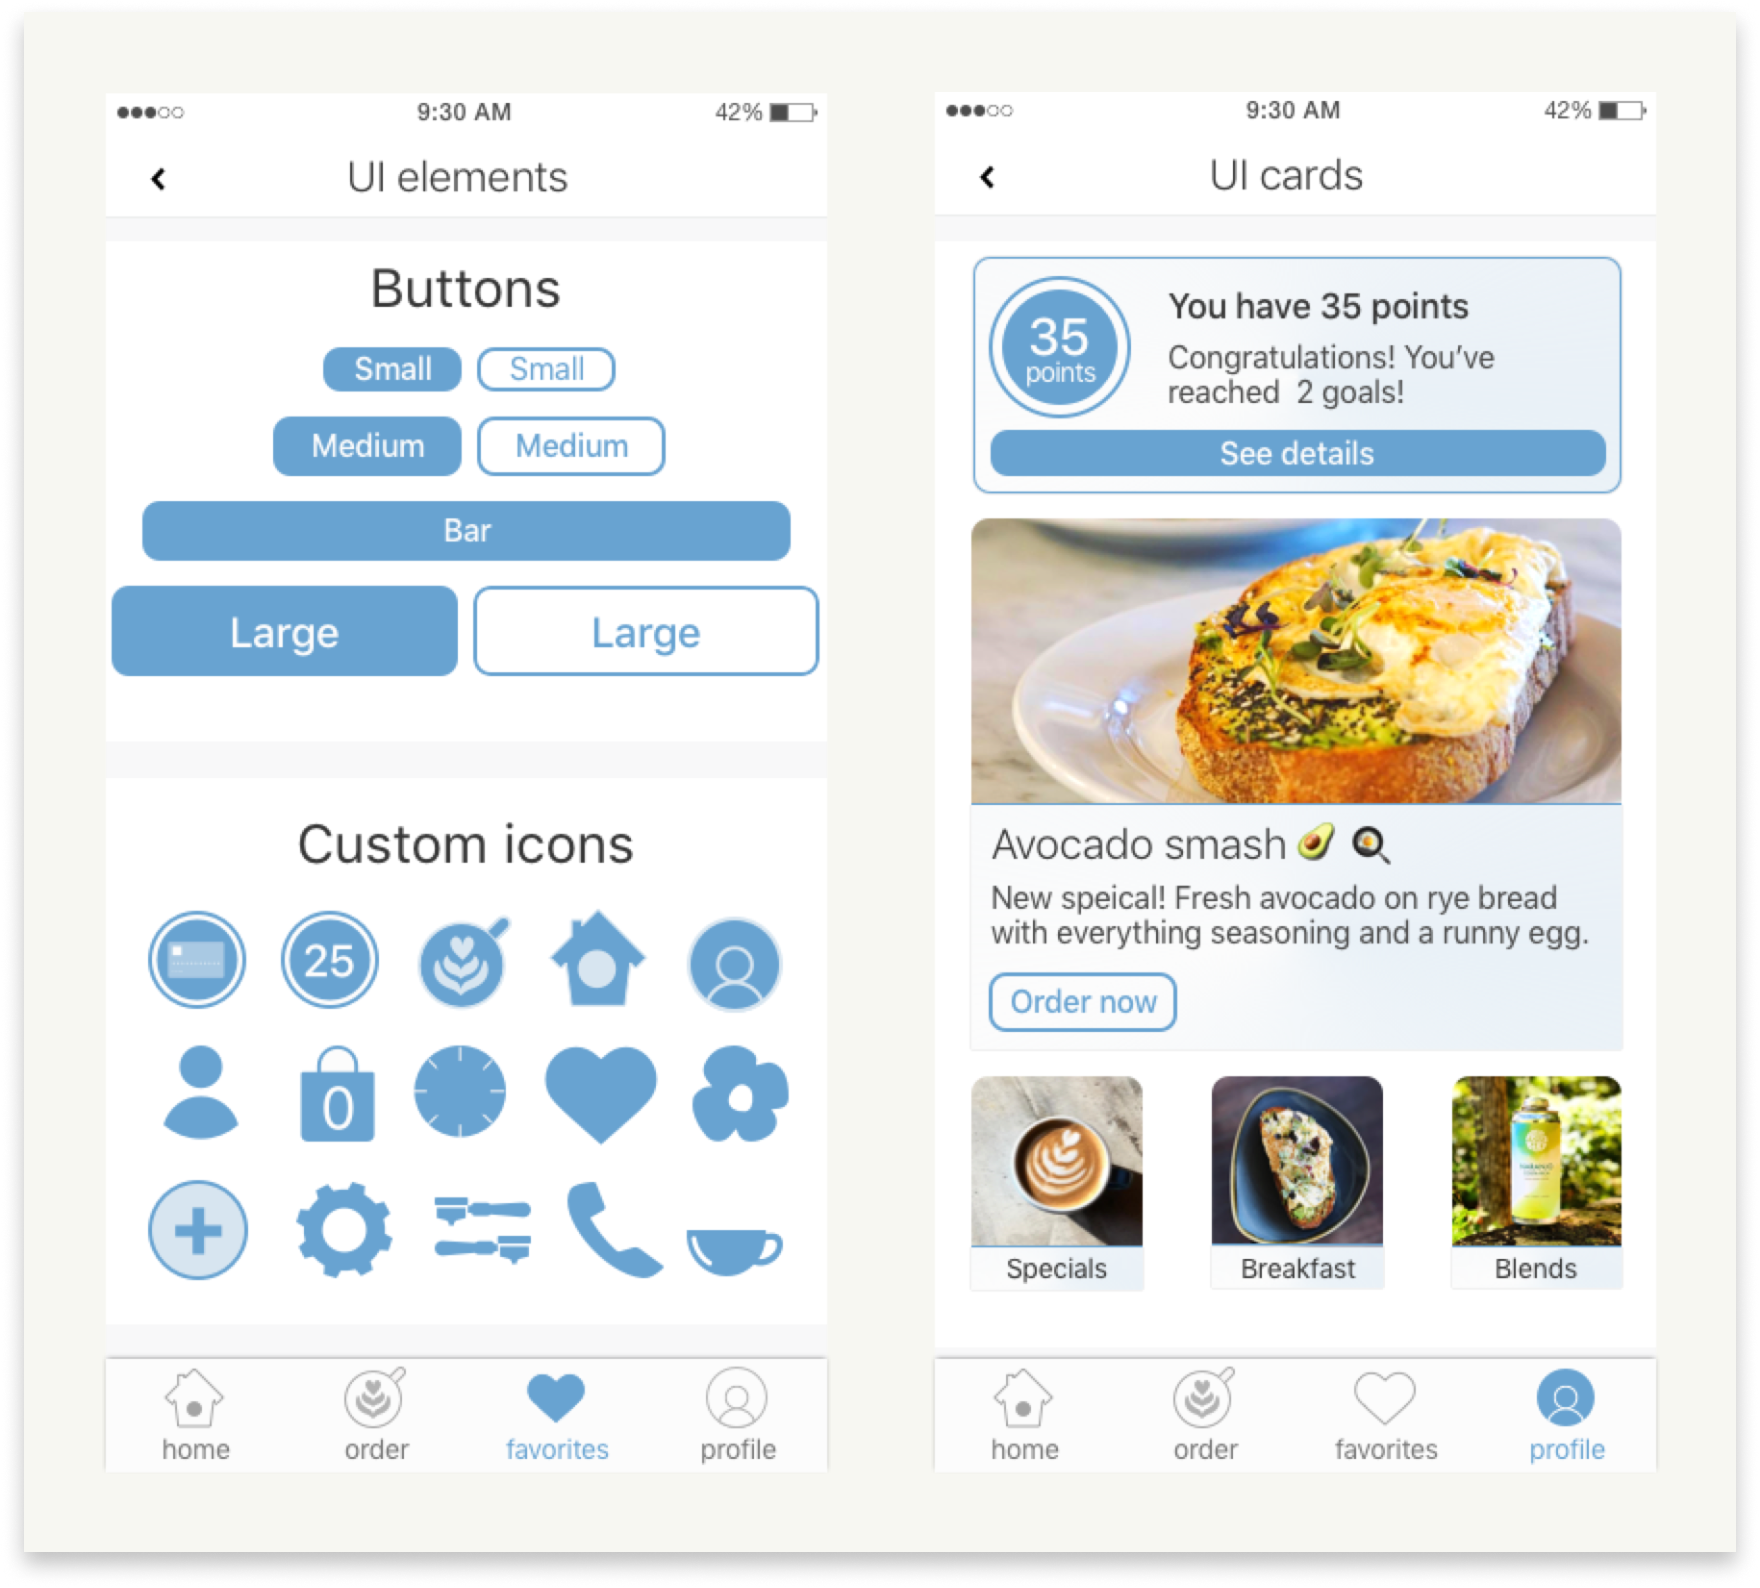 9:30 AM
42%
UI elements
Buttons
Small
Small
Medium
Medium
Bar
Large
Large
Custom icons
25
0
home
order
favorites
profile
9:30 AM
42%
UI cards
35
points
You have 35 points
Congratulations! You’ve
reached 2 goals!
See details
Avocado smash
New speical! Fresh avocado on rye bread
with everything seasoning and a runny egg.
Order now
Specials
Breakfast
Blends
home
order
favorites
profile